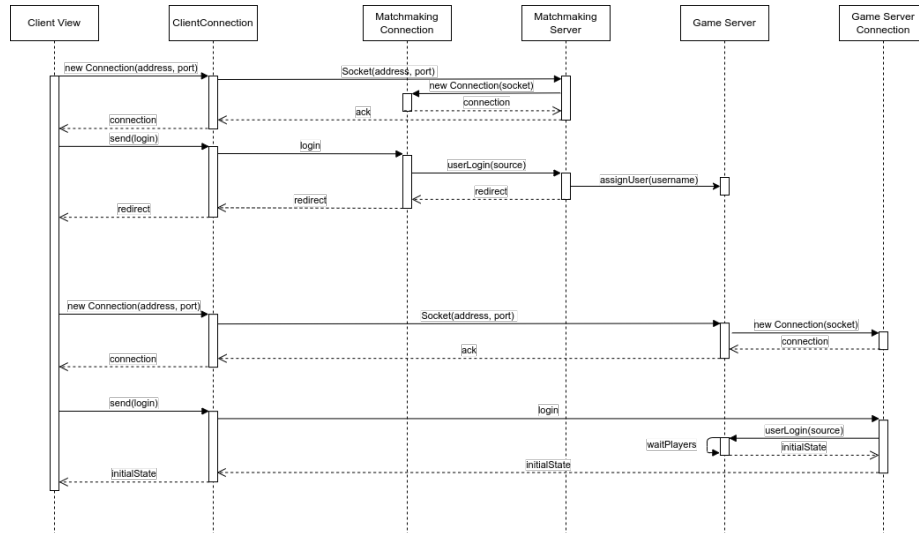 Client View
ClientConnection
Matchmaking
Connection
Matchmaking
Server
Game Server
Game Server
Connection
new Connection(address, port)
Socket(address, port)
new Connection(socket)
connection
ack
connection
send(login)
login
userLogin(source)
assignUser(username)
redirect
redirect
redirect
new Connection(address, port)
Socket(address, port)
new Connection(socket)
connection
ack
connection
send(login)
login
userLogin(source)
waitPlayers
initialState
initialState
initialState